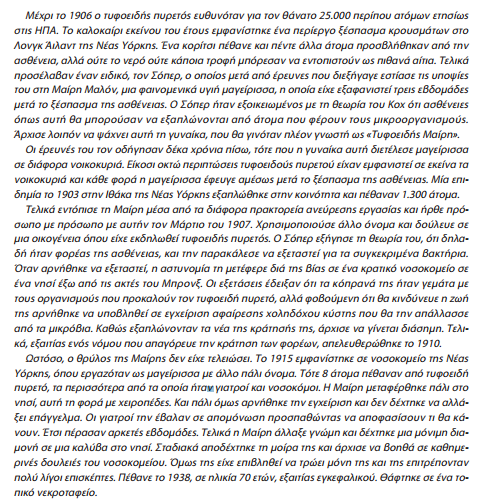 Μέχρι το 1906 ο τυφοειδής πυρετός ευθυνόταν για τον θάνατο 25.000 περίπου ατόμων ετησίως
στις ΗΠΑ. Το καλοκαίρι εκείνου του έτους εμφανίστηκε ένα περίεργο ξέσπασμα κρουσμάτων στο
Λονγκ Άιλαντ της Νέας Υόρκης. Ένα κορίτσι πέθανε και πέντε άλλα άτομα προσβλήθηκαν από την
ασθένεια, αλλά ούτε το νερό ούτε κάποια τροφή μπόρεσαν να εντοπιστούν ως πιθανά αίτια. Τελικά
προσέλαβαν έναν ειδικό, τον Σόπερ, ο οποίος μετά από έρευνες που διεξήγαγε εστίασε τις υποψίες
του στη Μαίρη Μαλόν, μια φαινομενικά υγιή μαγείρισσα, η οποία είχε εξαφανιστεί τρεις εβδομάδες
μετά το ξέσπασμα της ασθένειας. Ο Σόπερ ήταν εξοικειωμένος με τη θεωρία του Κοχ ότι ασθένειες
όπως αυτή θα μπορούσαν να εξαπλώνονται από άτομα που φέρουν τους μικροοργανισμούς.
Άρχισε λοιπόν να ψάχνει αυτή τη γυναίκα, που θα γινόταν πλέον γνωστή ως «Τυφοειδής Μαίρη».
Οι έρευνές του τον οδήγησαν δέκα χρόνια πίσω, τότε που η γυναίκα αυτή διετέλεσε μαγείρισσα
σε διάφορα νοικοκυριά. Είκοσι οκτώ περιπτώσεις τυφοειδούς πυρετού είχαν εμφανιστεί σε εκείνα τα
νοικοκυριά και κάθε φορά η μαγείρισσα έφευγε αμέσως μετά το ξέσπασμα της ασθένειας. Μία επι-
δημία το 1903 στην Ιθάκα της Νέας Υόρκης εξαπλώθηκε στην κοινότητα και πέθαναν 1.300 άτομα.
Τελικά εντόπισε τη Μαίρη μέσα από τα διάφορα πρακτορεία ανεύρεσης εργασίας και ήρθε πρό-
σωπο με πρόσωπο με αυτήν τον Μάρτιο του 1907. Χρησιμοποιούσε άλλο όνομα και δούλευε σε
μια οικογένεια όπου είχε εκδηλωθεί τυφοειδής πυρετός. Ο Σόπερ εξήγησε τη θεωρία του, ότι δηλα-
δή ήταν φορέας της ασθένειας, και την παρακάλεσε να εξεταστεί για τα συγκεκριμένα βακτήρια.
Όταν αρνήθηκε να εξεταστεί, η αστυνομία τη μετέφερε διά της βίας σε ένα κρατικό νοσοκομείο σε
ένα νησί έξω από τις ακτές του Μπρονξ. Οι εξετάσεις έδειξαν ότι τα κόπρανά της ήταν γεμάτα με
τους οργανισμούς που προκαλούν τον τυφοειδή πυρετό, αλλά φοβούμενη ότι θα κινδύνευε η ζωή
της αρνήθηκε να υποβληθεί σε εγχείριση αφαίρεσης χοληδόχου κύστης που θα την απάλλασσε
από τα μικρόβια. Καθώς εξαπλώνονταν τα νέα της κράτησής της, άρχισε να γίνεται διάσημη. Τελι-
κά, εξαιτίας ενός νόμου που απαγόρευε την κράτηση των φορέων, απελευθερώθηκε το 1910.
Ωστόσο, ο θρύλος της Μαίρης δεν είχε τελειώσει. Το 1915 εμφανίστηκε σε νοσοκομείο της Νέας
Υόρκης, όπου εργαζόταν ως μαγείρισσα με άλλο πάλι όνομα. Τότε 8 άτομα πέθαναν από τυφοειδή
πυρετό, τα περισσότερα από τα οποία ήταν γιατροί και νοσοκόμοι. Η Μαίρη μεταφέρθηκε πάλι στο
νησί, αυτή τη φορά με χειροπέδες. Και πάλι όμως αρνήθηκε την εγχείριση και δεν δέχτηκε να αλλά-
ξει επάγγελμα. Οι γιατροί την έβαλαν σε απομόνωση προσπαθώντας να αποφασίσουν τι θα κά-
νουν. Έτσι πέρασαν αρκετές εβδομάδες. Τελικά η Μαίρη άλλαξε γνώμη και δέχτηκε μια μόνιμη δια-
μονή σε μια καλύβα στο νησί. Σταδιακά αποδέχτηκε τη μοίρα της και άρχισε να βοηθά σε καθημε-
ρινές δουλειές του νοσοκομείου. Όμως της είχε επιβληθεί να τρώει μόνη της και της επιτρέπονταν
πολύ λίγοι επισκέπτες. Πέθανε το 1938, σε ηλικία 70 ετών, εξαιτίας εγκεφαλικού. Θάφτηκε σε ένα το-
πικό νεκροταφείο.